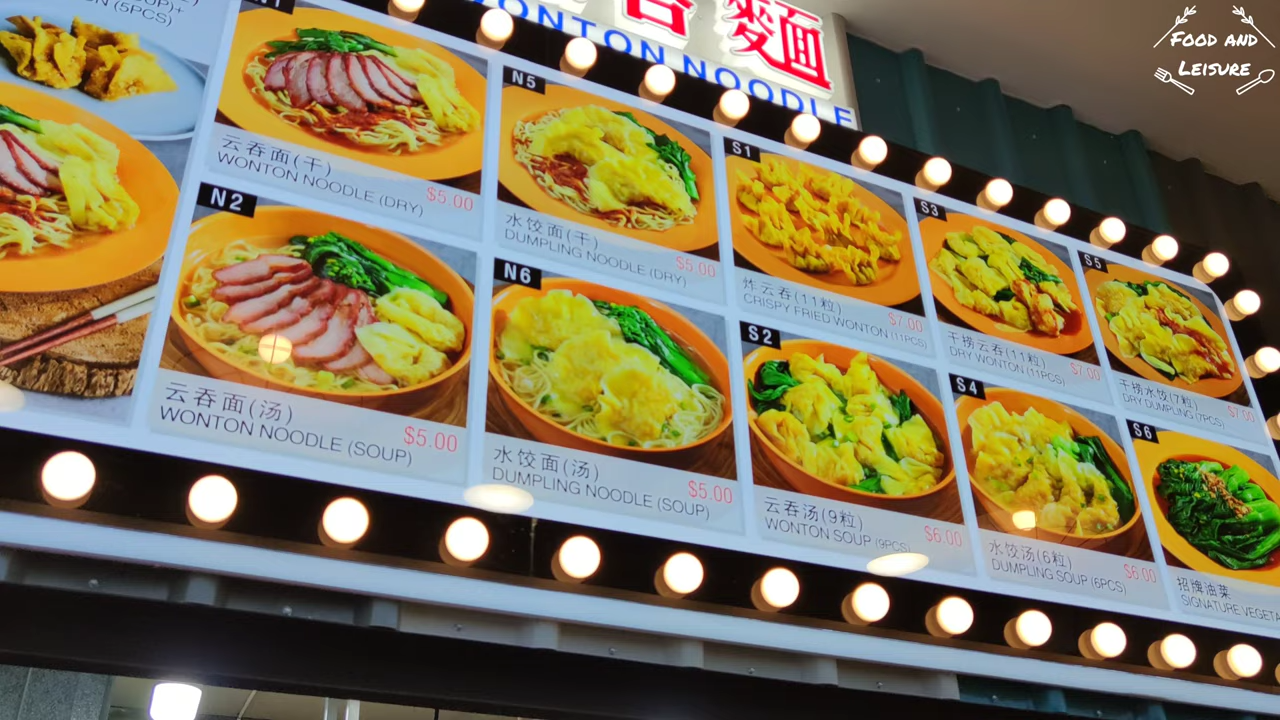 N (5PCS)
吞麵
WONTON NOODLE
FOOD AND
LEISURE
N1
云吞面(干)
WONTON NOODLE (DRY)
$5.00
N5
水饺面(干)
DUMPLING NOODLE (DRY)
$5.00
S1
炸云吞(11粒)
CRISPY FRIED WONTON (11PCS)
$7.00
S3
干捞云吞(11粒)
DRY WONTON (11PCS)
$7.00
S5
干捞水饺(7粒)
DRY DUMPLING (7PCS)
$7.00
N2
云吞面(汤)
WONTON NOODLE (SOUP)
$5.00
N6
水饺面(汤)
DUMPLING NOODLE (SOUP)
$5.00
S2
云吞汤(9粒)
WONTON SOUP (9PCS)
$6.00
S4
水饺汤(6粒)
DUMPLING SOUP (6PCS)
$6.00
S6
招牌油菜
SIGNATURE VEGETA